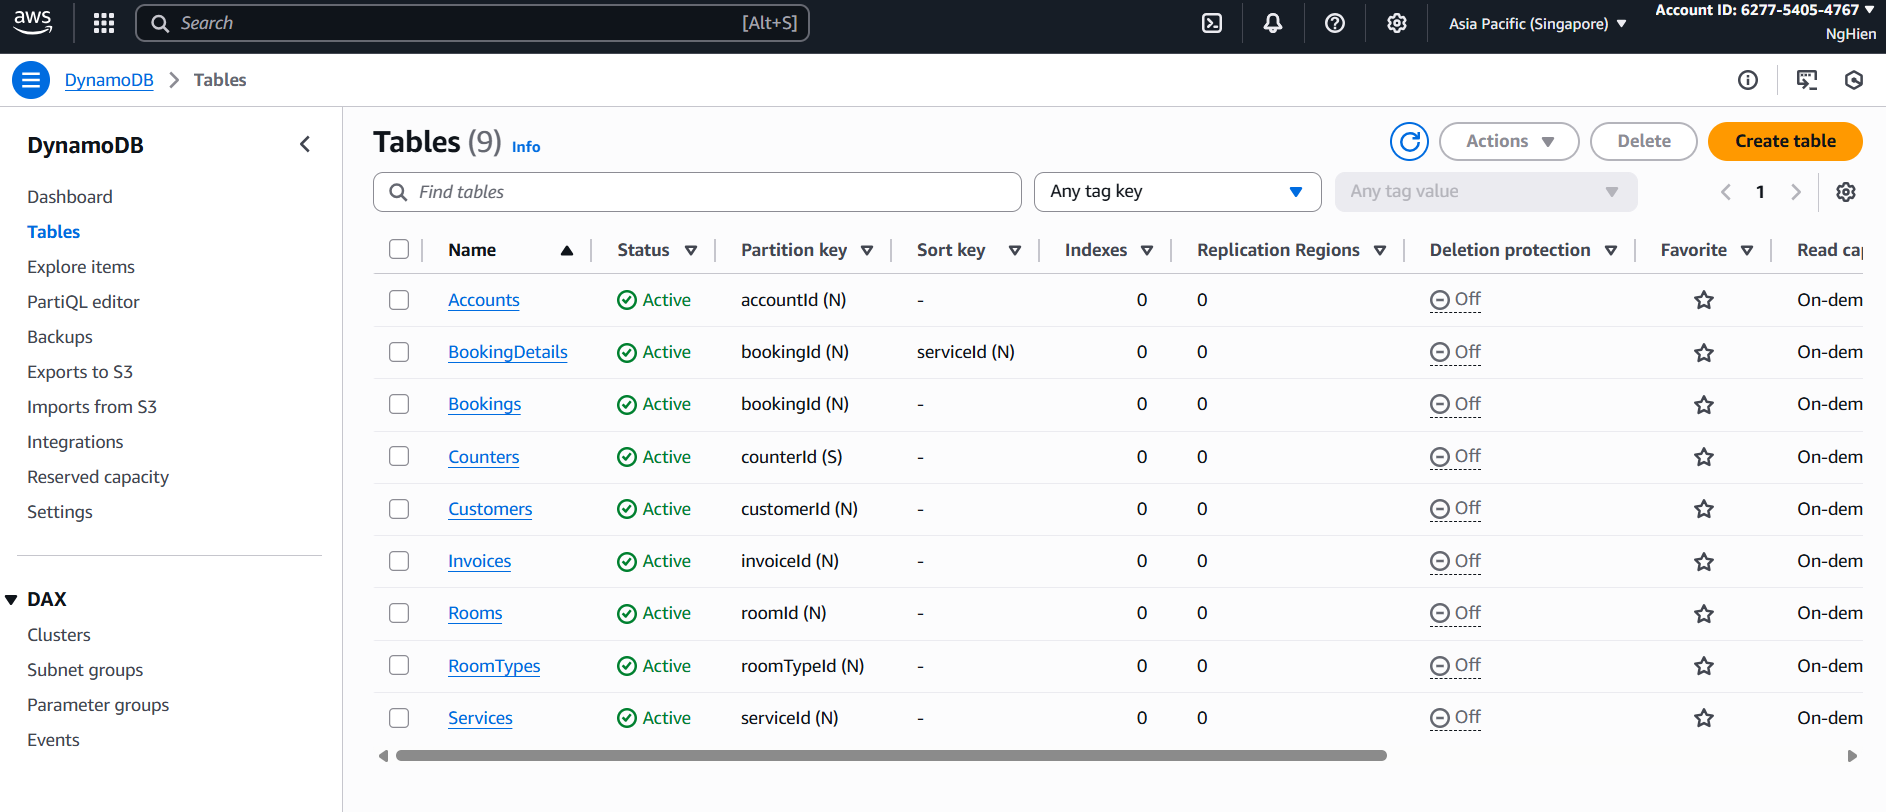 aws
Search [Alt+S]
Asia Pacific (Singapore)
Account ID: 6277-5405-4767
NgHien
DynamoDB Tables
DynamoDB
Dashboard
Tables
Explore items
PartiQL editor
Backups
Exports to S3
Imports from S3
Integrations
Reserved capacity
Settings
DAX
Clusters
Subnet groups
Parameter groups
Events
Tables (9) Info
Actions
Delete
Create table
Find tables
Any tag key
Any tag value
1
Name Status Partition key Sort key Indexes Replication Regions Deletion protection Favorite Read cap
Accounts Active accountId (N) - 0 0 Off On-dem
BookingDetails Active bookingId (N) serviceId (N) 0 0 Off On-dem
Bookings Active bookingId (N) - 0 0 Off On-dem
Counters Active counterId (S) - 0 0 Off On-dem
Customers Active customerId (N) - 0 0 Off On-dem
Invoices Active invoiceId (N) - 0 0 Off On-dem
Rooms Active roomId (N) - 0 0 Off On-dem
RoomTypes Active roomTypeId (N) - 0 0 Off On-dem
Services Active serviceId (N) - 0 0 Off On-dem